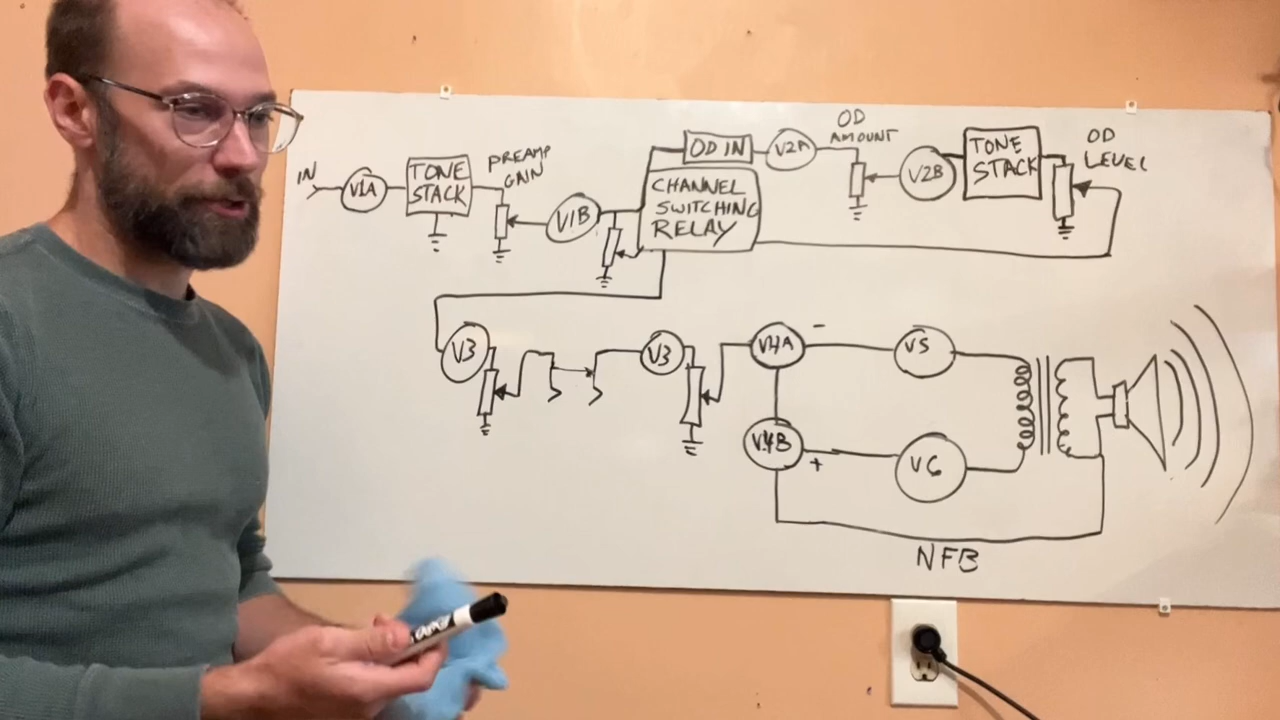 IN
V1A
TONE
STACK
PREAMP
GAIN
V1B
OD IN
CHANNEL
SWITCHING
RELAY
V2A
OD
AMOUNT
V2B
TONE
STACK
OD
LEVEL
V3
V3
V4A
-
V5
V4B
+
V6
NFB